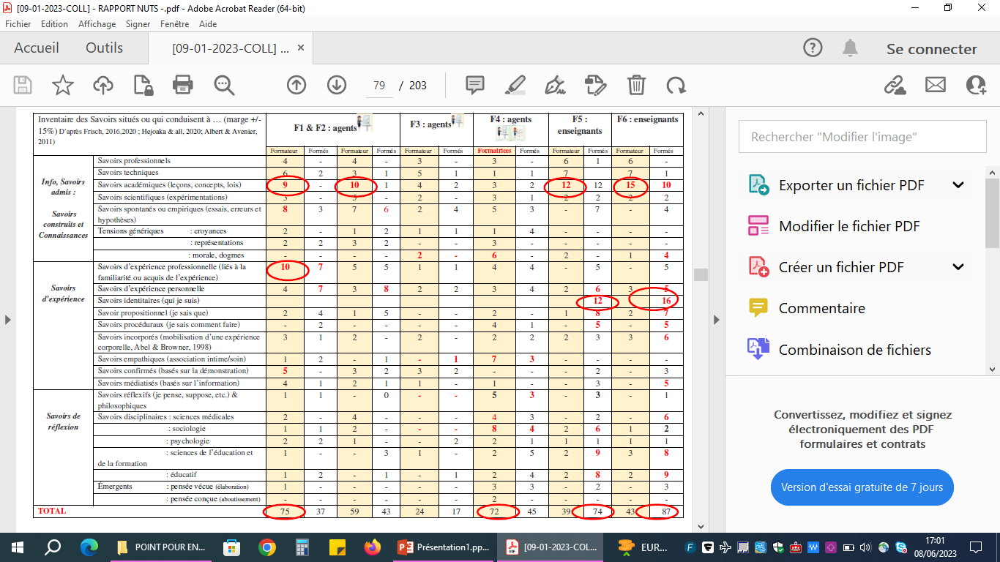 [09-01-2023-COLL] - RAPPORT NUTS -.pdf - Adobe Acrobat Reader (64-bit)
Fichier Edition Affichage Signer Fenêtre Aide
Accueil Outils [09-01-2023-COLL] ... × Se connecter
79 / 203
Inventaire des Savoirs situés ou qui conduisent à … (marge +/- 15%) D'après Frisch, 2016,2020 ; Hejoaka & all, 2020; Albert & Avenier, 2011)
F1 & F2 : agents F3 : agents F4 : agents F5 : enseignants F6 : enseignants
Formateur Formés Formateur Formés Formateur Formés Formatrices Formés Formateur Formés Formateur Formés
Info, Savoirs admis :
Savoirs construits et Connaissances
Savoirs professionnels 4 - 4 - 3 - 3 - 6 1 6 -
Savoirs techniques 6 2 3 1 5 1 1 1 7 7 1
Savoirs académiques (leçons, concepts, lois) 9 - 10 1 4 2 3 2 12 12 15 10
Savoirs scientifiques (expérimentations) 3 - 5 - 2 - 3 1 2 2 2 2
Savoirs spontanés ou empiriques (essais, erreurs et hypothèses) 8 3 7 6 2 4 5 3 - 7 - 4
Tensions génériques : croyances 2 - 1 2 1 1 1 4 - - - -
: représentations 2 2 3 2 - - 3 - - - -
: morale, dogmes - - - - 2 - 6 - 2 - 1 4
Savoirs d'expérience
Savoirs d'expérience professionnelle (liés à la familiarité ou acquis de l'expérience) 10 7 5 5 1 1 4 4 - 5 - 5
Savoirs d'expérience personnelle 4 7 3 8 2 2 3 4 2 6 3 5
Savoirs identitaires (qui je suis) 12 16
Savoir propositionnel (je sais que) 2 4 1 5 - - 2 - 1 8 2 7
Savoirs procéduraux (je sais comment faire) - 2 - - - - 4 1 - 5 - 5
Savoirs incorporés (mobilisation d'une expérience corporelle, Abel & Browner, 1998) 3 1 2 - 2 - 2 2 2 3 3 6
Savoirs empathiques (association intime/soin) 1 2 - 1 - 1 7 3 - - - -
Savoirs confirmés (basés sur la démonstration) 5 - 3 2 3 2 - - - 2 - 3
Savoirs médiatisés (basés sur l'information) 4 1 2 1 1 - 1 - - 3 - 5
Savoirs de réflexion
Savoirs réflexifs (je pense, suppose, etc.) & philosophiques 1 1 - 0 - - 5 3 - 3 - 1
Savoirs disciplinaires : sciences médicales 2 - 4 - - - 4 3 - 2 - 6
: sociologie 1 1 2 - - - 8 4 2 6 1 2
: psychologie 2 2 1 - - 2 2 1 1 1 1 1
: sciences de l'éducation et de la formation 1 - - 3 1 - 2 5 2 9 3 8
: éducatif 1 2 - 1 - 1 2 4 2 8 2 9
Émergents : pensée vécue (élaboration) 1 - - - - - 3 3 - 2 - 3
: pensée conçue (aboutissement) - - - - - - 2 - - - - -
TOTAL 75 37 59 43 24 17 72 45 39 74 43 87
Rechercher "Modifier l'image"
Exporter un fichier PDF
Modifier le fichier PDF
Créer un fichier PDF
Commentaire
Combinaison de fichiers
Convertissez, modifiez et signez
électroniquement des PDF
formulaires et contrats
Version d'essai gratuite de 7 jours
POINT POUR EN... Présentation1.pp... [09-01-2023-COL... EUR... 17:01
08/06/2023